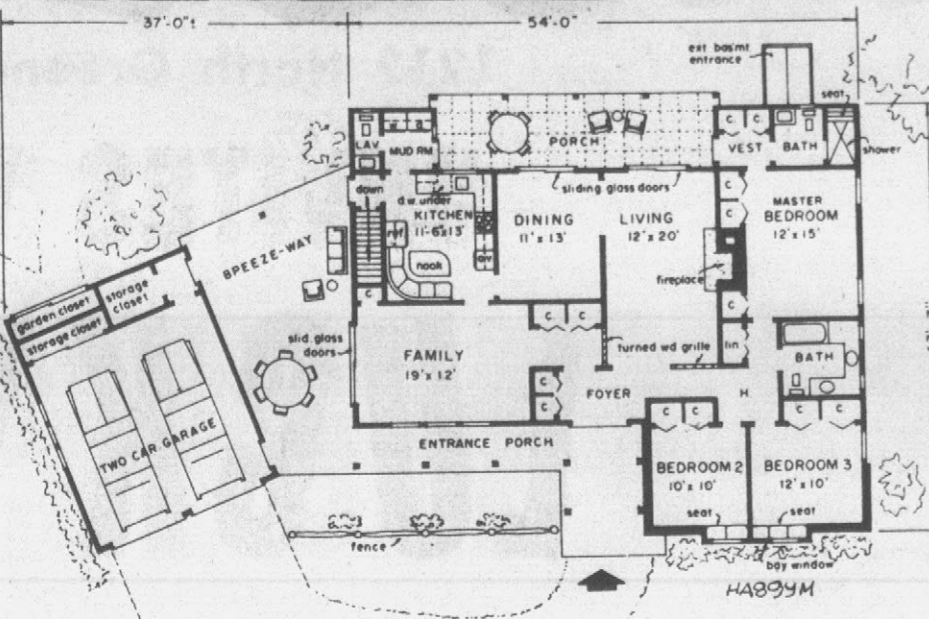 37'-0"±
54'-0"
ext. bas'mt
entrance
seat
C
C
LAV.
w
d
MUD RM
PORCH
VEST
BATH
shower
down
d.w. under
sliding glass doors
C
C
MASTER
BEDROOM
12' x 15'
KITCHEN
11'-6x13'
DINING
11' x 13'
LIVING
12' x 20'
ref
BREEZE-WAY
nook
ov
fireplace
garden closet
storage
closet
storage closet
C
C
C
C
slid. glass
doors
turned wd grille
lin
BATH
FAMILY
19' x 12'
C
C
FOYER
H
C
C
C
C
TWO CAR GARAGE
ENTRANCE PORCH
BEDROOM 2
10' x 10'
BEDROOM 3
12' x 10'
seat
seat
fence
bay window
HA899M